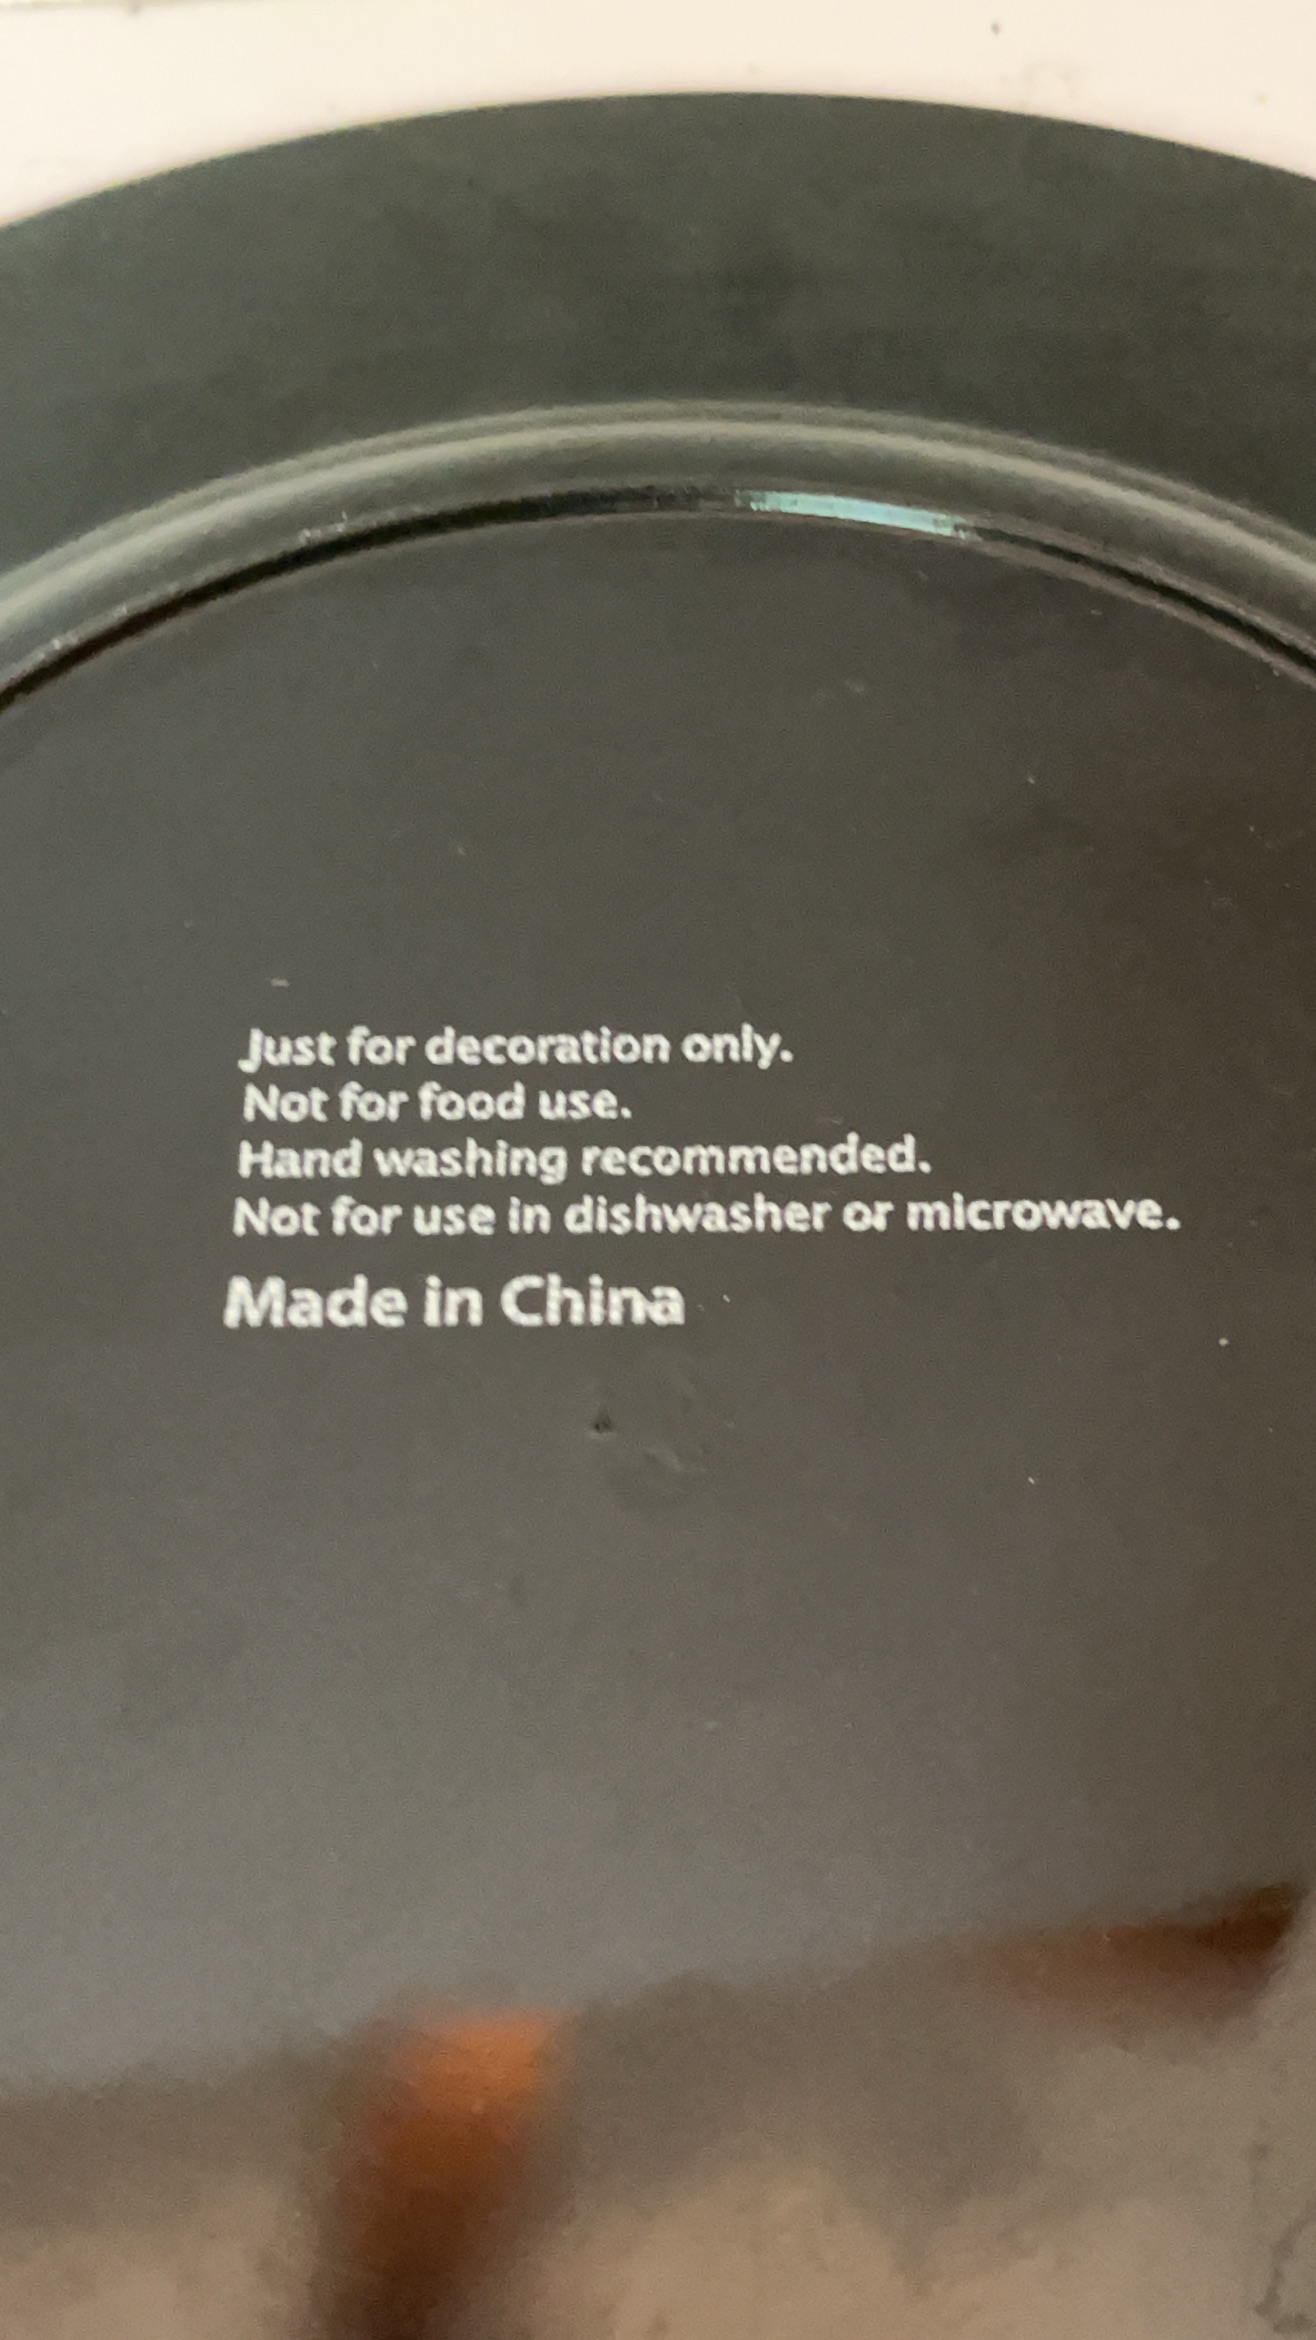 Just for decoration only.
Not for food use.
Hand washing recommended.
Not for use in dishwasher or microwave.
Made in China